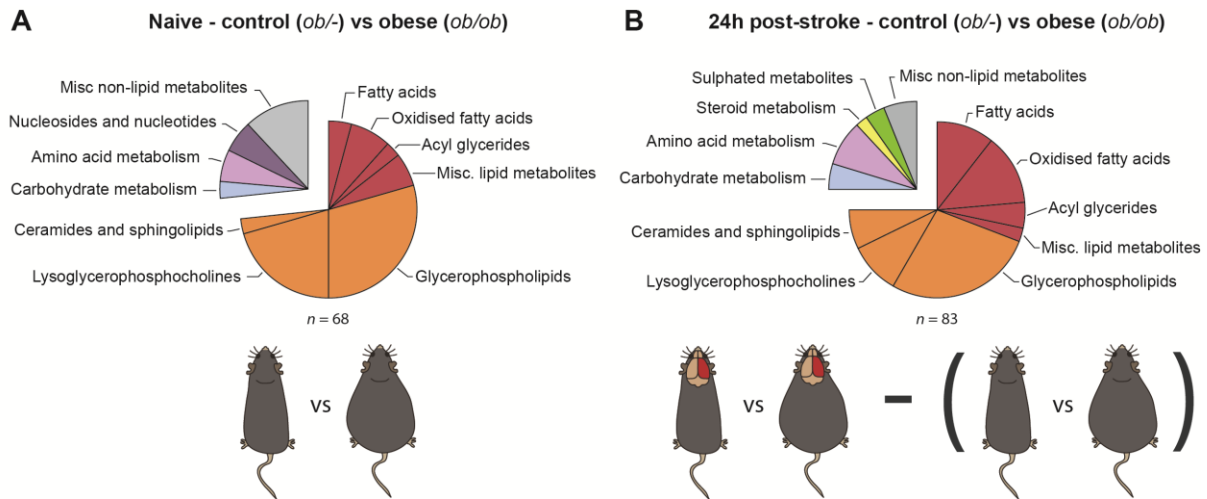 A
Naive - control (ob/-) vs obese (ob/ob)
Misc non-lipid metabolites
Nucleosides and nucleotides
Amino acid metabolism
Carbohydrate metabolism
Ceramides and sphingolipids
Lysoglycerophosphocholines
Fatty acids
Oxidised fatty acids
Acyl glycerides
Misc. lipid metabolites
Glycerophospholipids
n = 68
vs
B
24h post-stroke - control (ob/-) vs obese (ob/ob)
Sulphated metabolites
Steroid metabolism
Amino acid metabolism
Carbohydrate metabolism
Ceramides and sphingolipids
Lysoglycerophosphocholines
Misc non-lipid metabolites
Fatty acids
Oxidised fatty acids
Acyl glycerides
Misc. lipid metabolites
Glycerophospholipids
n = 83
vs − ( vs )